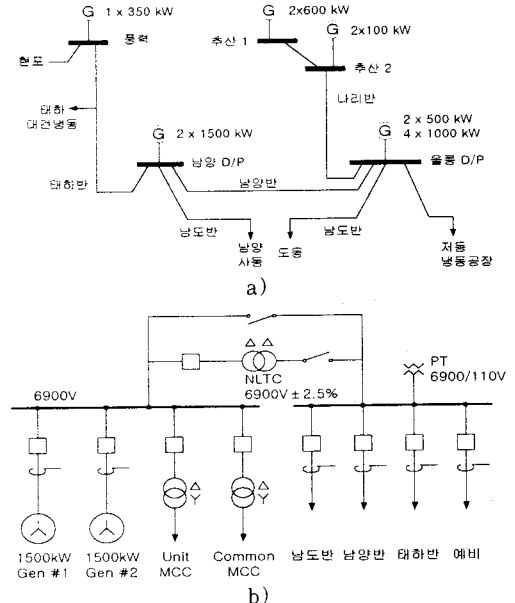 G 1 x 350 kW
풍력
현포
태하
대건냉동
태하반
G 2x600 kW
추산 1
G 2x100 kW
추산 2
나리반
G 2 x 1500 kW
남양 D/P
G 2 x 500 kW
4 x 1000 kW
울릉 D/P
남양반
남도반
남양
사동
도동
남도반
저동
냉동공장
a)
NLTC
6900V ± 2.5%
6900V
PT
6900/110V
1500kW
Gen #1
1500kW
Gen #2
Unit
MCC
Common
MCC
남도반
남양반
태하반
예비
b)